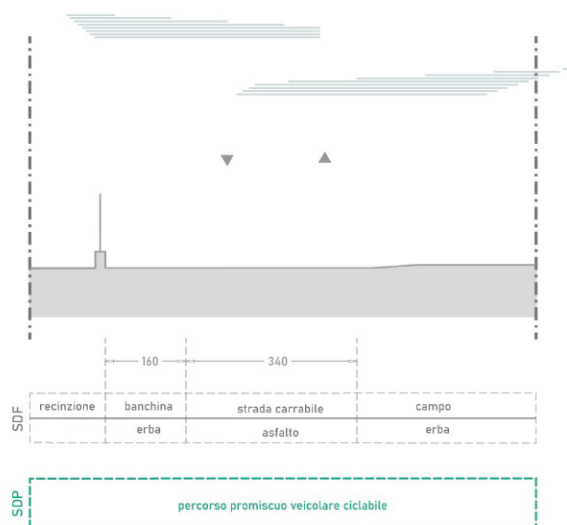 160
340
SDF
recinzione banchina strada carrabile campo
erba asfalto erba
SDP
percorso promiscuo veicolare ciclabile